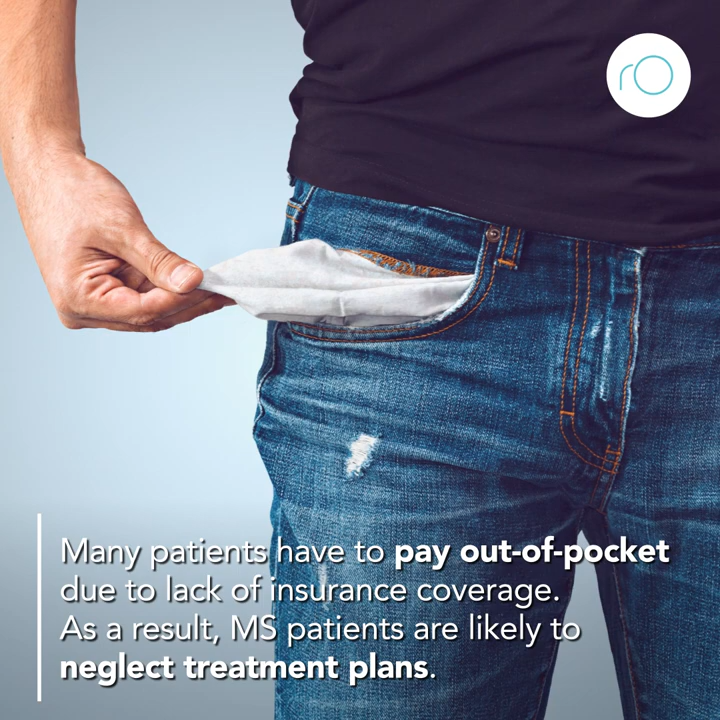 rO
Many patients have to pay out-of-pocket
due to lack of insurance coverage.
As a result, MS patients are likely to
neglect treatment plans.